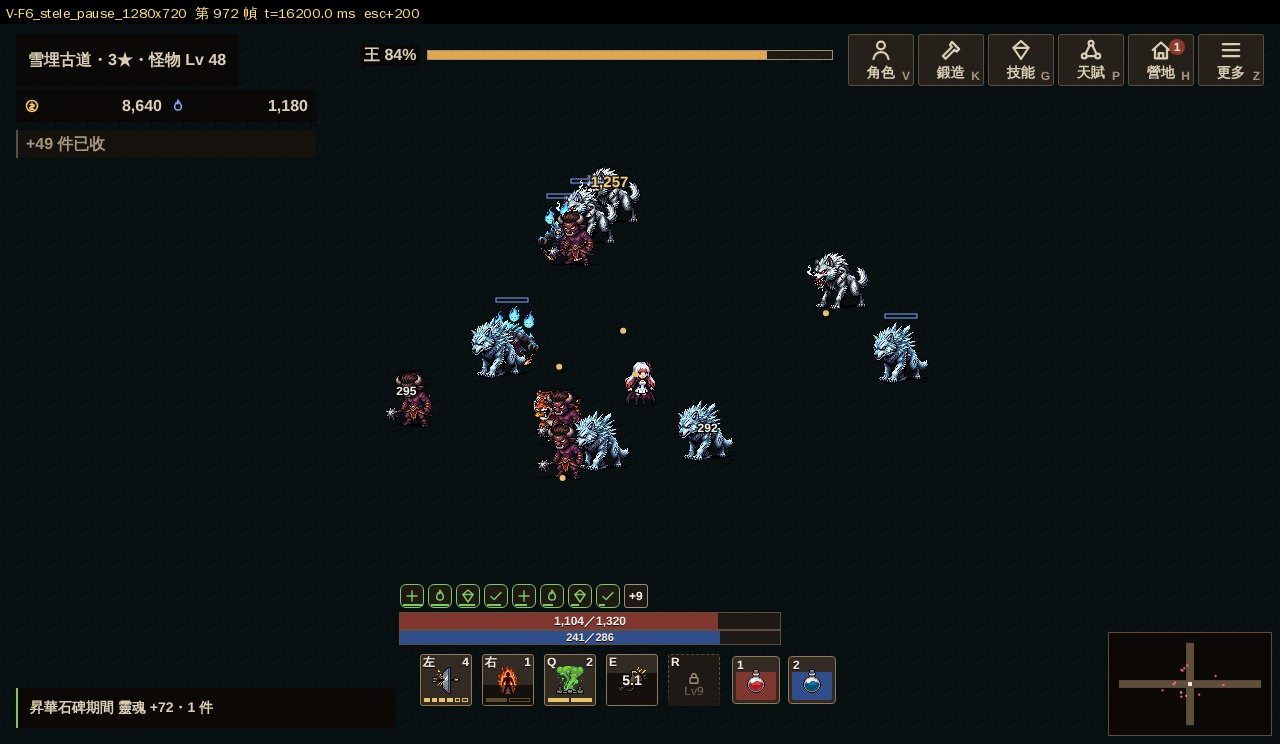 V-F6_stele_pause_1280x720 第 972 幀 t=16200.0 ms esc+200
雪埋古道・3★・怪物 Lv 48
王 84%
角色 V
鍛造 K
技能 G
天賦 P
營地 H 1
更多 Z
8,640 1,180
+49 件已收
1,257
295
292
+9
1,104／1,320
241／286
左 4
右 1
Q 2
E 5.1
R Lv9
1
2
昇華石碑期間 靈魂 +72・1 件